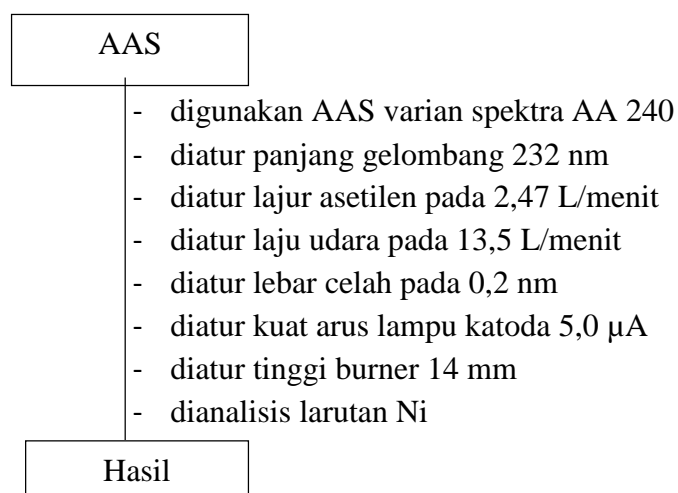 AAS
- digunakan AAS varian spektra AA 240
- diatur panjang gelombang 232 nm
- diatur lajur asetilen pada 2,47 L/menit
- diatur laju udara pada 13,5 L/menit
- diatur lebar celah pada 0,2 nm
- diatur kuat arus lampu katoda 5,0 µA
- diatur tinggi burner 14 mm
- dianalisis larutan Ni
Hasil